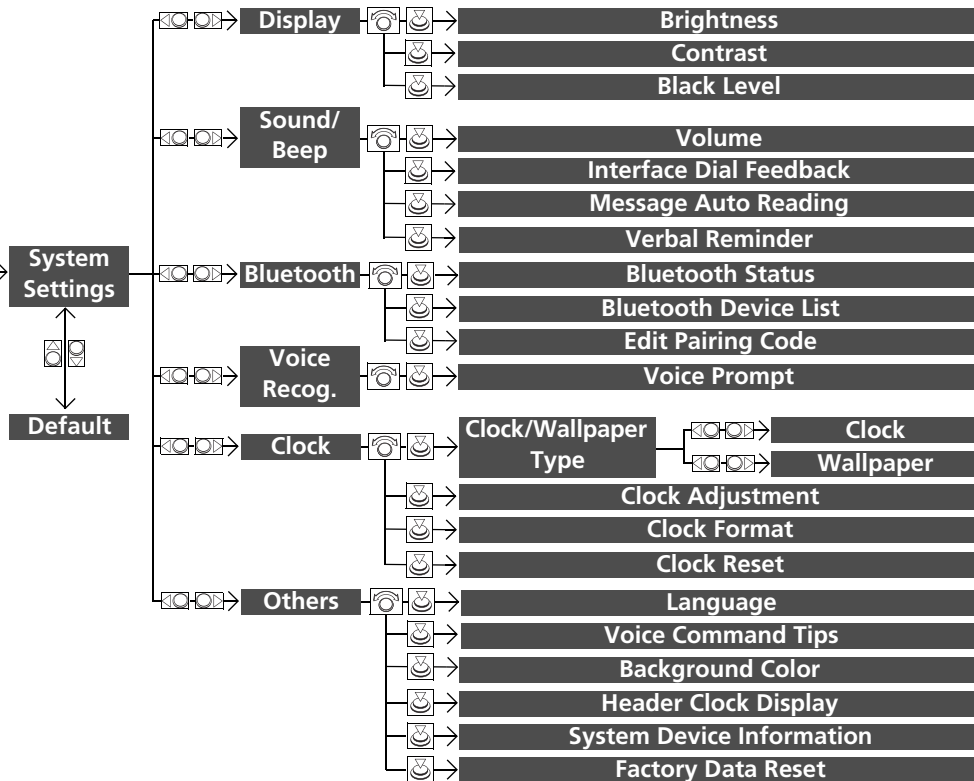 Display
Brightness
Contrast
Black Level
Sound/
Beep
Volume
Interface Dial Feedback
Message Auto Reading
Verbal Reminder
System
Settings
Bluetooth
Bluetooth Status
Bluetooth Device List
Edit Pairing Code
Voice
Recog.
Voice Prompt
Default
Clock
Clock/Wallpaper
Type
Clock
Wallpaper
Clock Adjustment
Clock Format
Clock Reset
Others
Language
Voice Command Tips
Background Color
Header Clock Display
System Device Information
Factory Data Reset